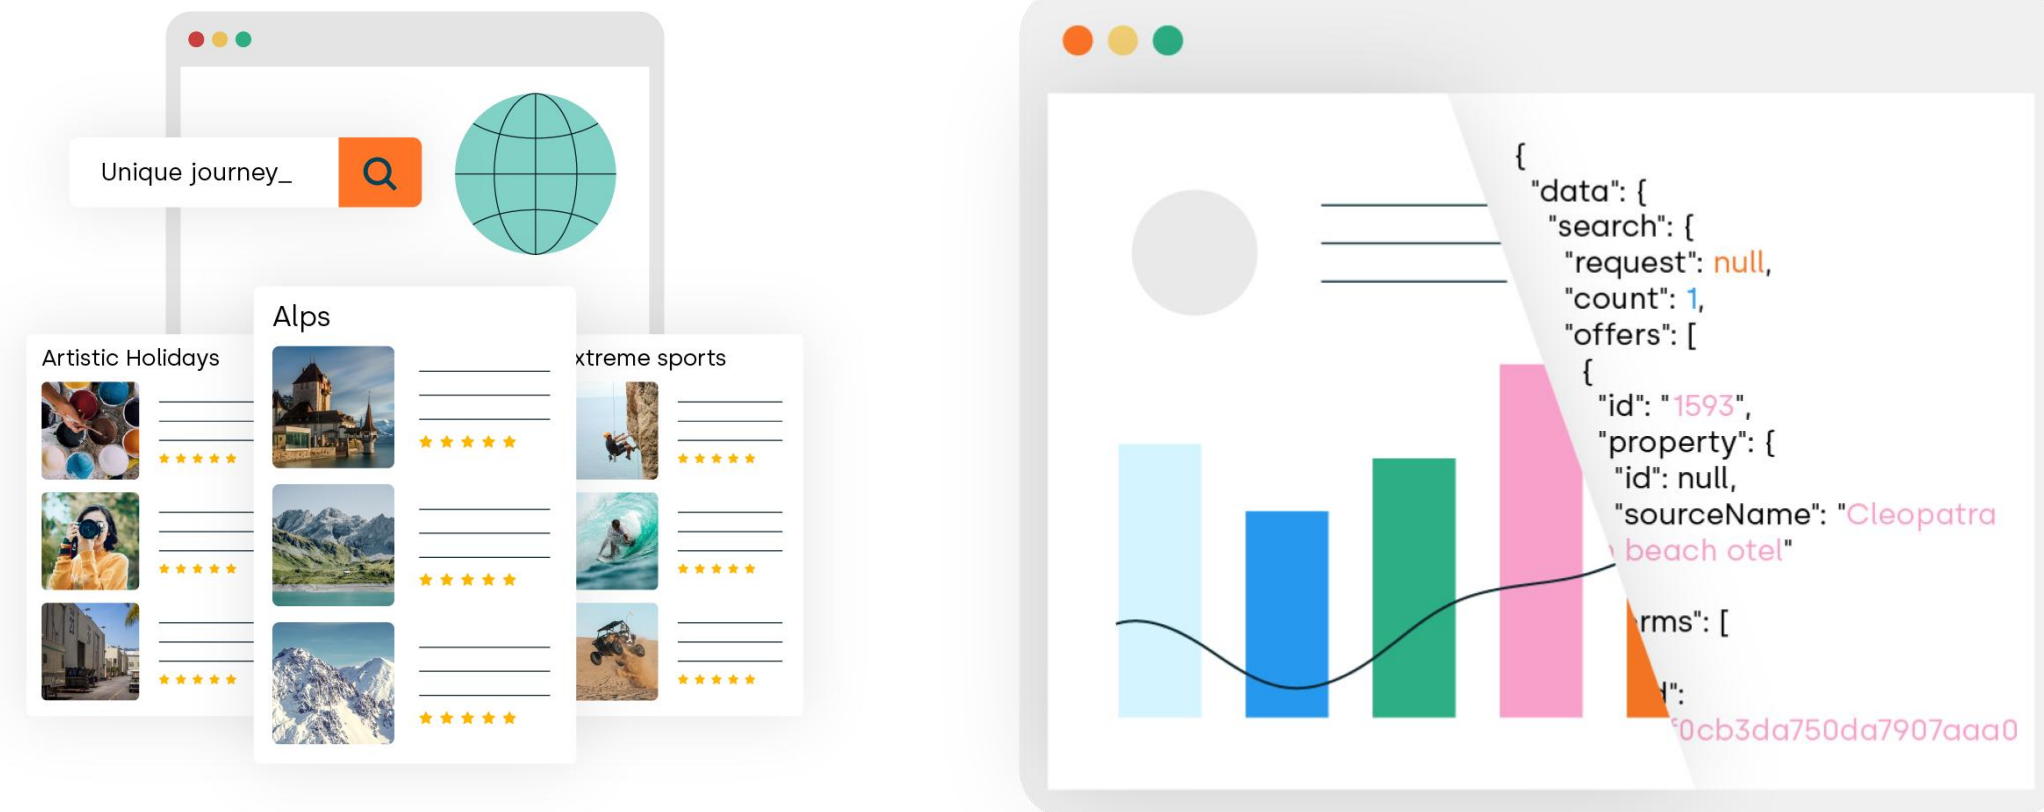 Unique journey_
Alps
Artistic Holidays
xtreme sports
{
"data": {
"search": {
"request": null,
"count": 1,
"offers": [
{
"id": "1593",
"property": {
"id": null,
"sourceName": "Cleopatra
beach otel"
rms": [
d":
f0cb3da750da7907aaa0